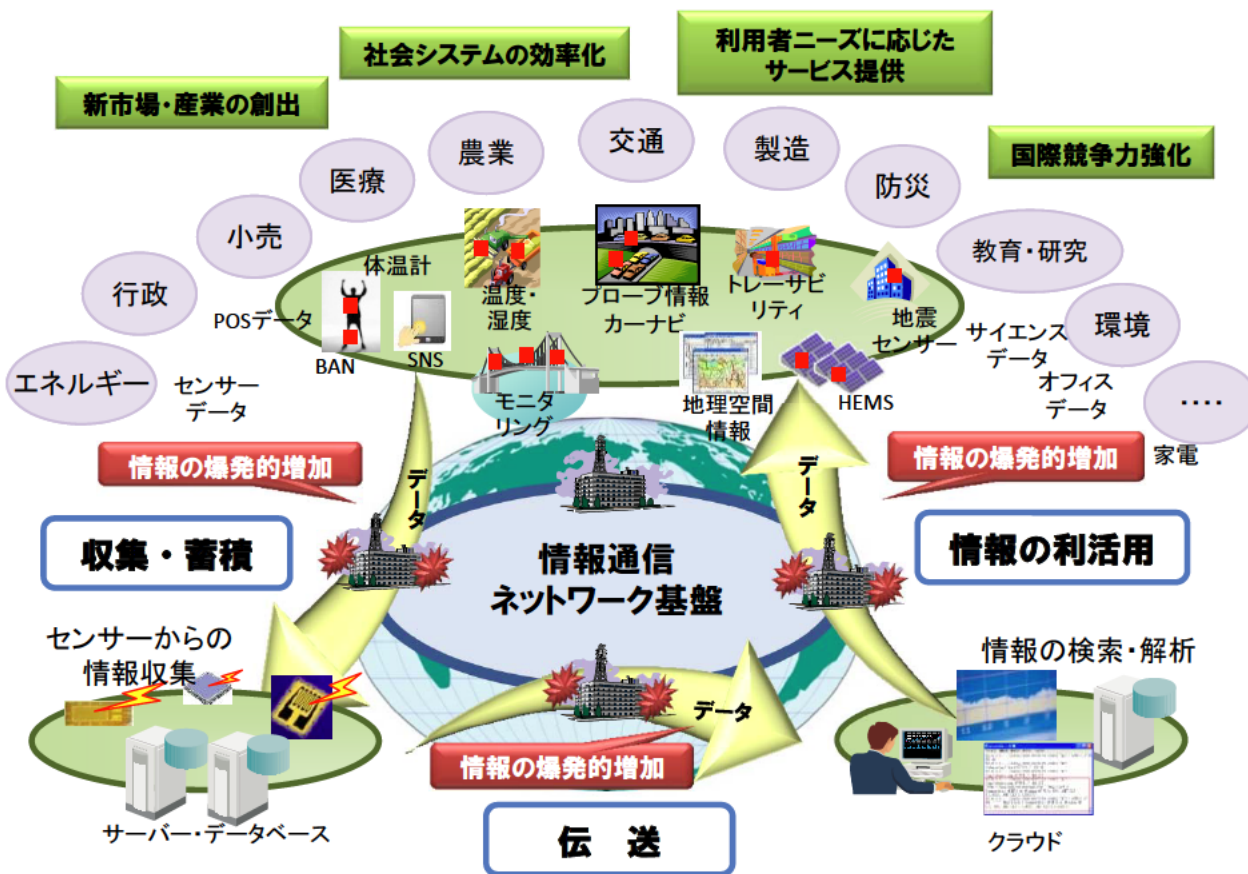 社会システムの効率化
利用者ニーズに応じた
サービス提供
新市場・産業の創出
国際競争力強化
エネルギー
行政
小売
医療
農業
交通
製造
防災
教育・研究
環境
‥‥
体温計
POSデータ
BAN
SNS
温度・
湿度
プローブ情報
カーナビ
トレーサビ
リティ
地震
センサー
サイエンス
データ
オフィス
データ
家電
センサー
データ
モニタ
リング
地理空間
情報
HEMS
情報の爆発的増加
情報の爆発的増加
データ
データ
収集・蓄積
情報の利活用
情報通信
ネットワーク基盤
センサーからの
情報収集
サーバー・データベース
データ
情報の爆発的増加
伝 送
情報の検索・解析
クラウド